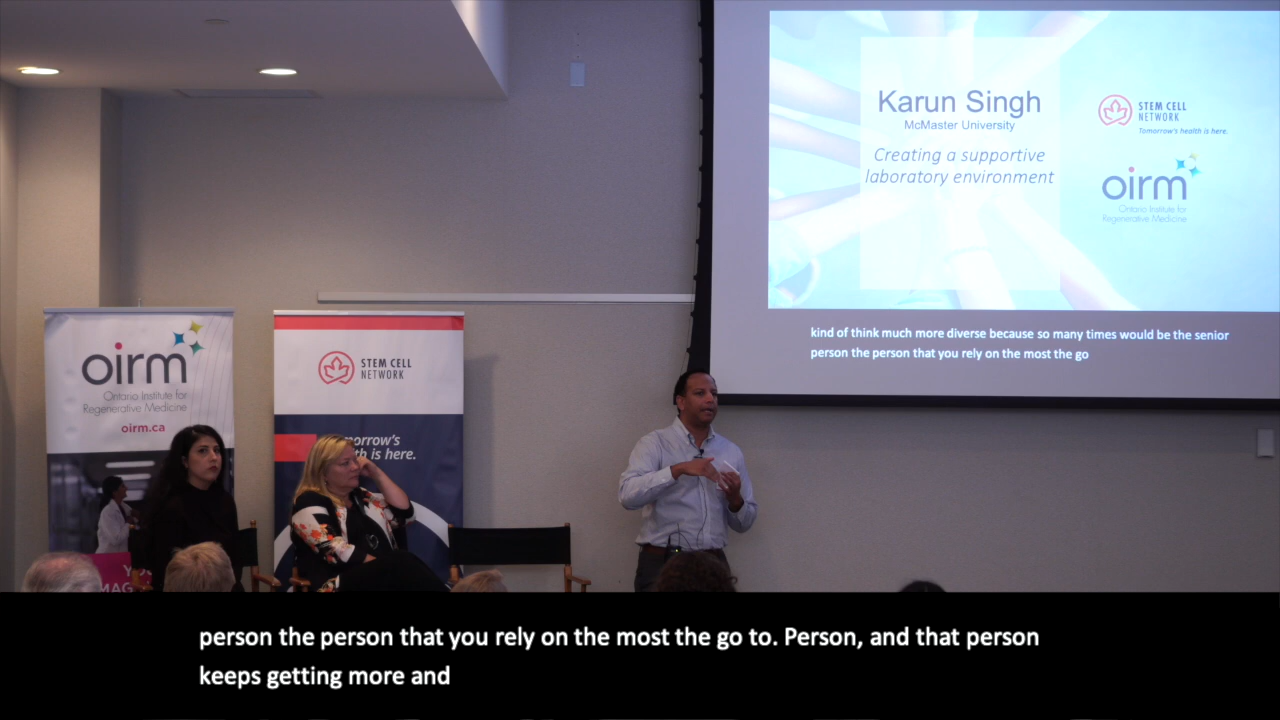 Karun Singh
McMaster University
Creating a supportive
laboratory environment
STEM CELL
NETWORK
Tomorrow's health is here.
oirm
Ontario Institute for
Regenerative Medicine
kind of think much more diverse because so many times would be the senior
person the person that you rely on the most the go
oirm
Ontario Institute for
Regenerative Medicine
oirm.ca
STEM CELL
NETWORK
is here.
person the person that you rely on the most the go to. Person, and that person
keeps getting more and